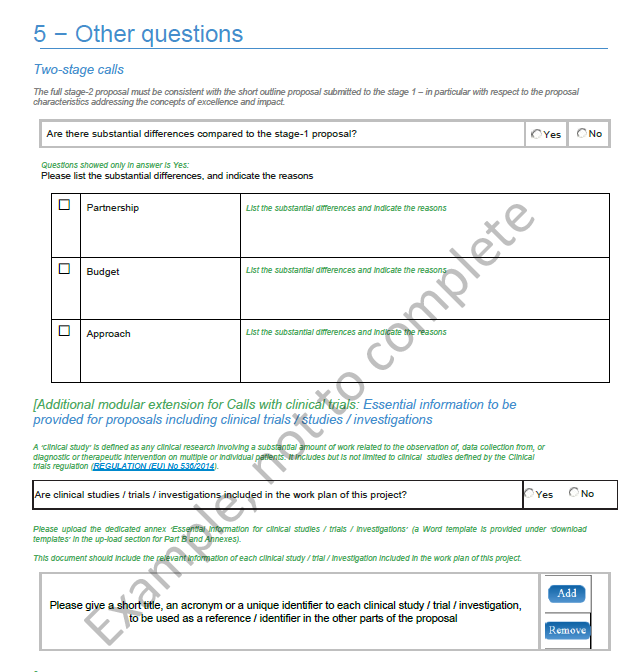 5 – Other questions
Two-stage calls
The full stage-2 proposal must be consistent with the short outline proposal submitted to the stage 1 – in particular with respect to the proposal
characteristics addressing the concepts of excellence and impact.
Are there substantial differences compared to the stage-1 proposal?
Yes
No
Questions showed only in answer is Yes:
Please list the substantial differences, and indicate the reasons
Partnership
List the substantial differences and indicate the reasons
Budget
List the substantial differences and indicate the reasons
Approach
List the substantial differences and indicate the reasons
[Additional modular extension for Calls with clinical trials: Essential information to be
provided for proposals including clinical trials / studies / investigations
A 'clinical study' is defined as any clinical research involving a substantial amount of work related to the observation of, data collection from, or
diagnostic or therapeutic intervention on multiple or individual patients. It includes but is not limited to clinical studies defined by the Clinical
trials regulation (REGULATION (EU) No 536/2014).
Are clinical studies / trials / investigations included in the work plan of this project?
Yes
No
Please upload the dedicated annex 'Essential information for clinical studies / trials / investigations' (a Word template is provided under 'download
templates' in the up-load section for Part B and Annexes).
This document should include the relevant information of each clinical study / trial / investigation included in the work plan of this project.
Please give a short title, an acronym or a unique identifier to each clinical study / trial / investigation,
to be used as a reference / identifier in the other parts of the proposal
Add
Remove
Example, not to complete